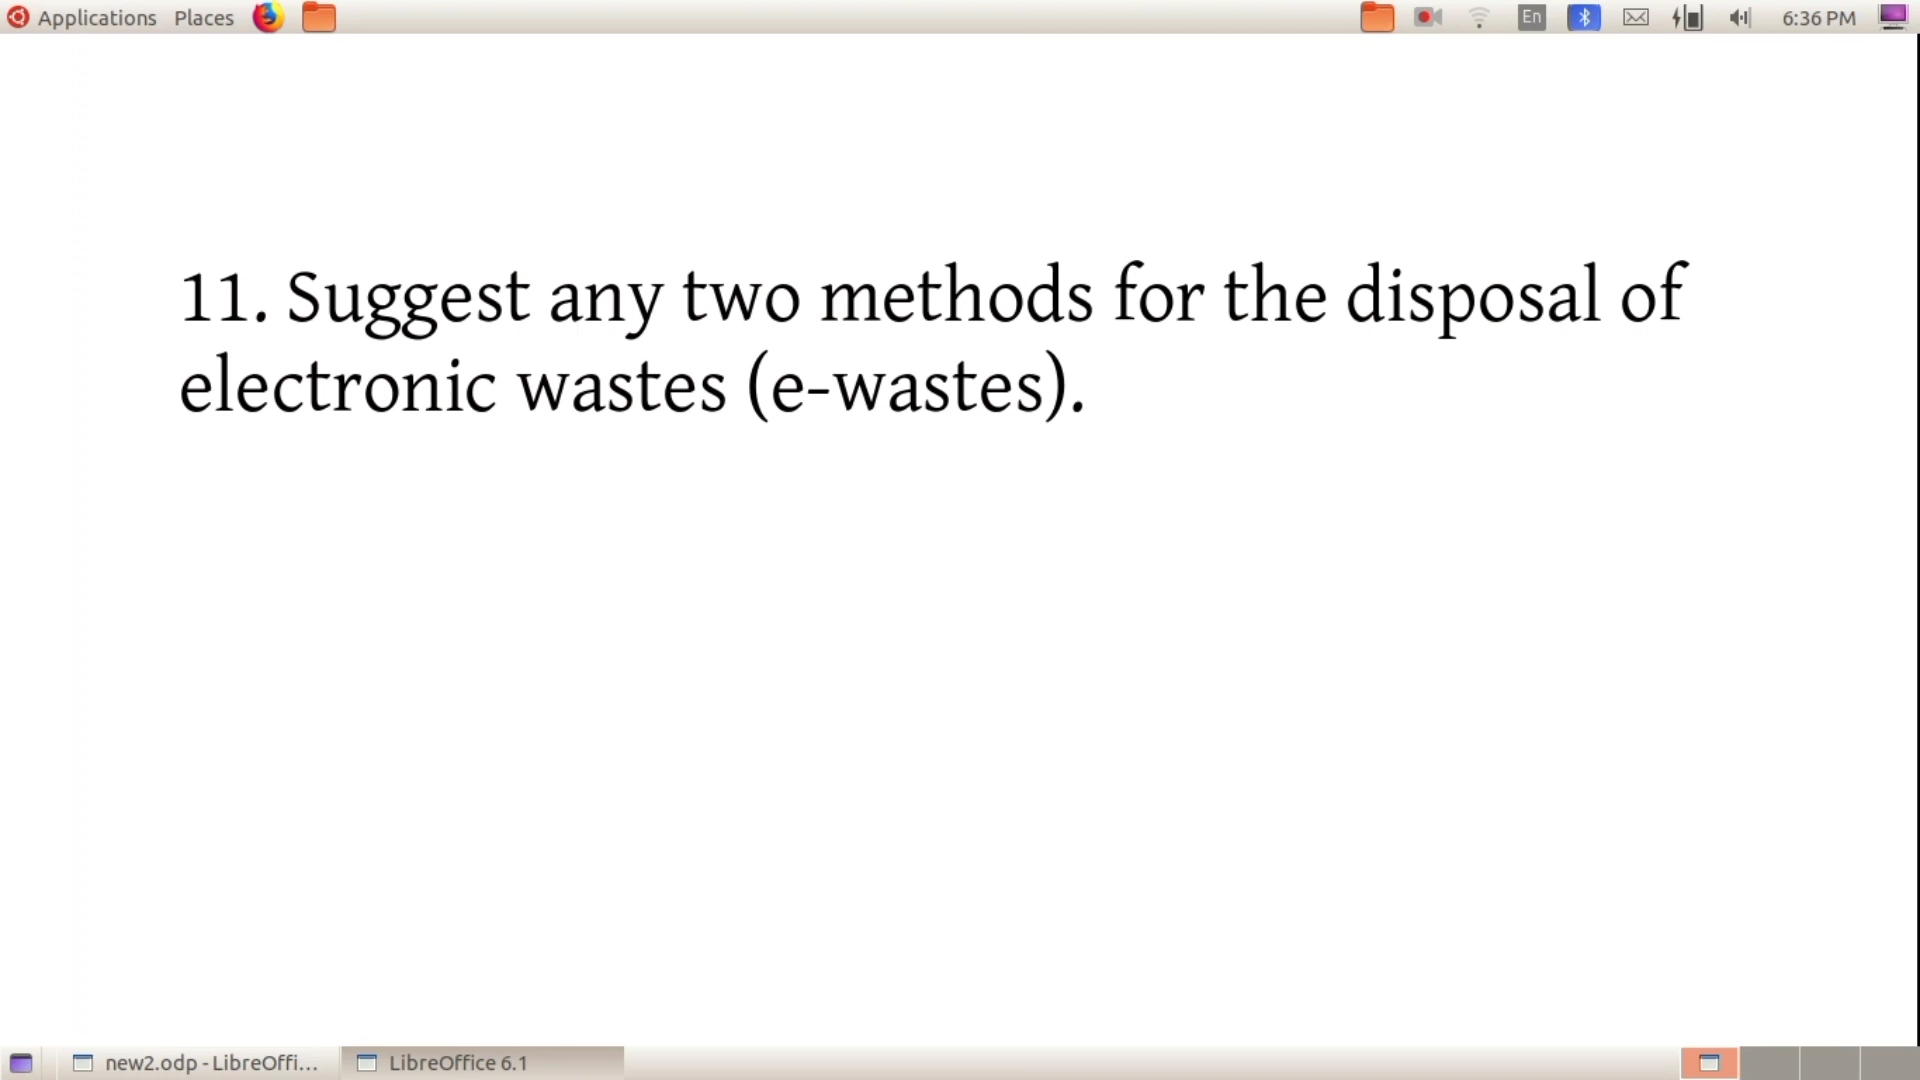 Applications Places En 6:36 PM
11. Suggest any two methods for the disposal of
electronic wastes (e-wastes).
new2.odp - LibreOffi... LibreOffice 6.1